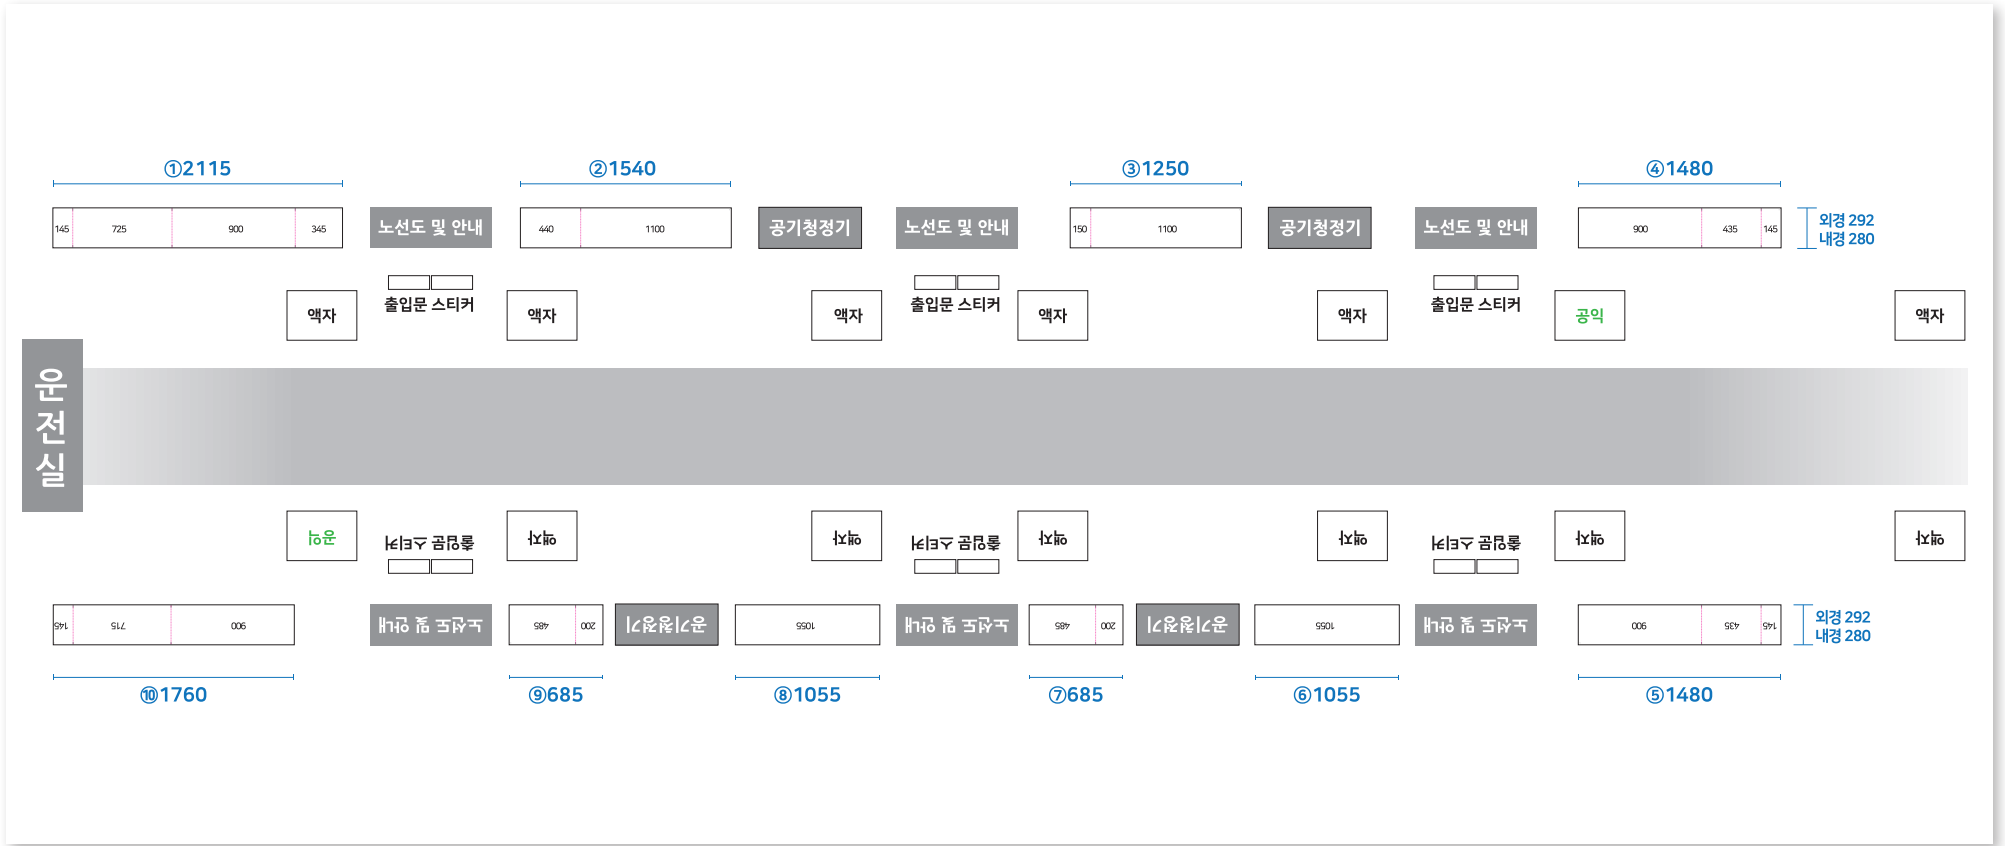 ①2115
②1540
③1250
④1480
145 725 900 345
노선도 및 안내
440 1100
공기청정기
노선도 및 안내
150 1100
공기청정기
노선도 및 안내
900 435 145
외경 292
내경 280
출입문 스티커
출입문 스티커
출입문 스티커
액자
액자
액자
액자
액자
공익
액자
운전실
공익
액자
액자
액자
액자
액자
액자
출입문 스티커
출입문 스티커
출입문 스티커
145 715 900
노선도 및 안내
485 200
공기청정기
1055
노선도 및 안내
485 200
공기청정기
1055
노선도 및 안내
900 435 145
외경 292
내경 280
⑩1760
⑨685
⑧1055
⑦685
⑥1055
⑤1480